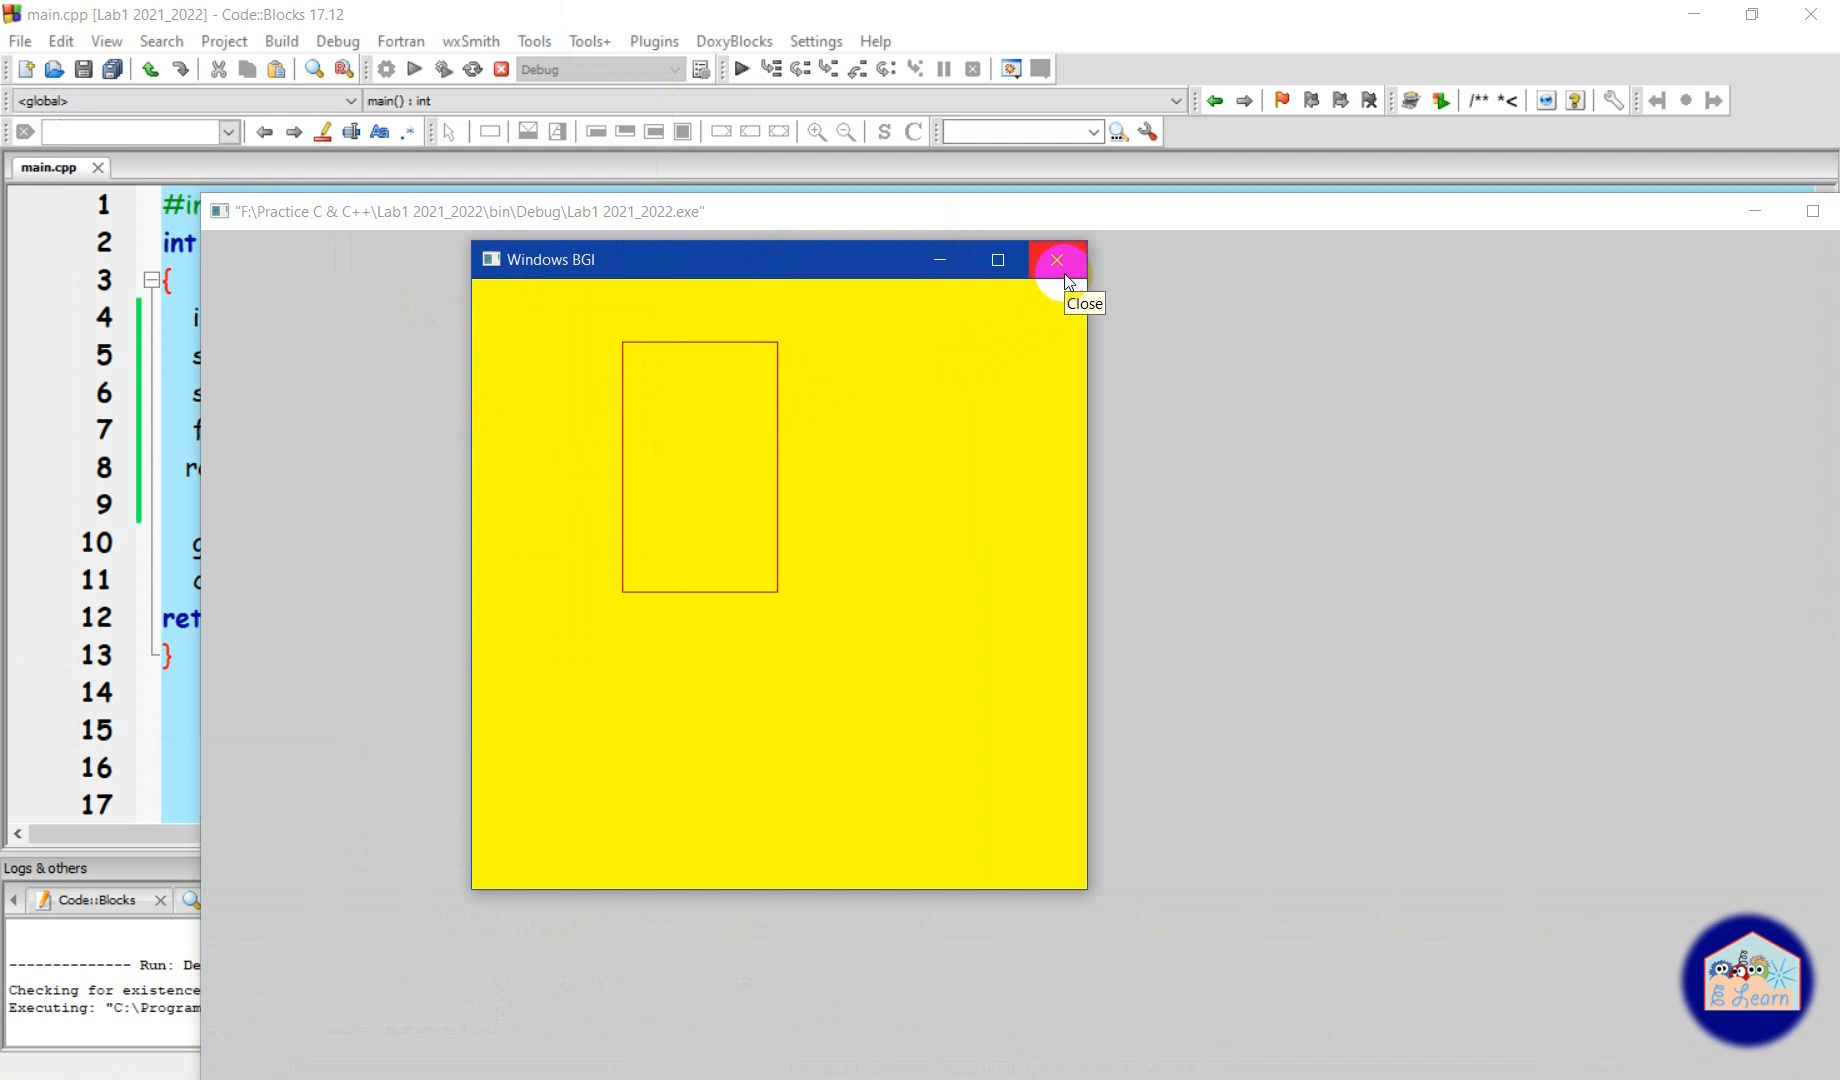 main.cpp [Lab1 2021_2022] - Code::Blocks 17.12
File Edit View Search Project Build Debug Fortran wxSmith Tools Tools+ Plugins DoxyBlocks Settings Help
Debug
<global> main() : int
/** *<
Aa .* S C
main.cpp
1 #in
"F:\Practice C & C++\Lab1 2021_2022\bin\Debug\Lab1 2021_2022.exe"
2 int
Windows BGI
3 {
Close
4 i
5 s
6 s
7 f
8 re
9
10 g
11 c
12 ret
13 }
14
15
16
17
Logs & others
Code::Blocks
-------------- Run: De
Checking for existence
Executing: "C:\Program
Learn